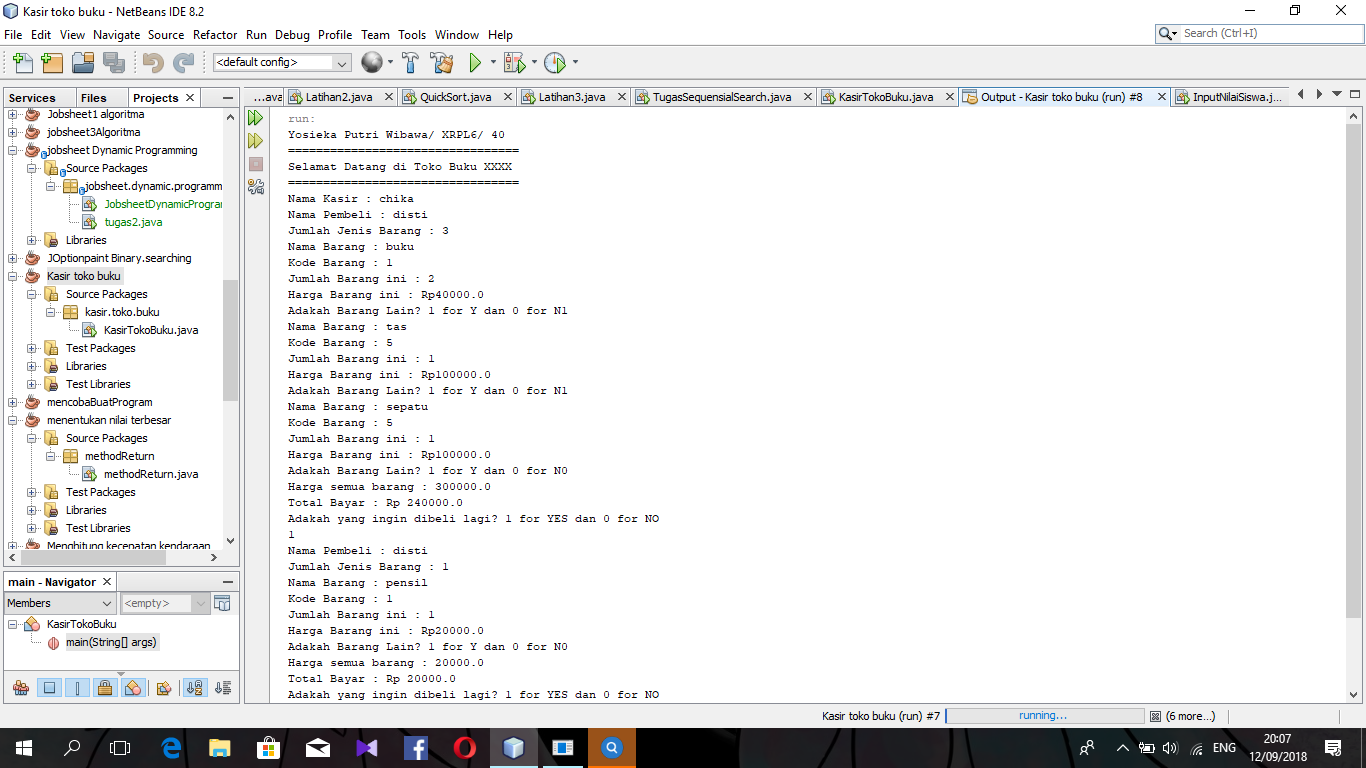 Kasir toko buku - NetBeans IDE 8.2
File Edit View Navigate Source Refactor Run Debug Profile Team Tools Window Help
Search (Ctrl+I)
<default config>
Services Files Projects
...ava Latihan2.java QuickSort.java Latihan3.java TugasSequensialSearch.java KasirTokoBuku.java Output - Kasir toko buku (run) #8 InputNilaiSiswa.j...
Jobsheet1 algoritma
jobsheet3Algoritma
jobsheet Dynamic Programming
Source Packages
jobsheet.dynamic.programm
JobsheetDynamicProgra
tugas2.java
Libraries
JOptionpaint Binary.searching
Kasir toko buku
Source Packages
kasir.toko.buku
KasirTokoBuku.java
Test Packages
Libraries
Test Libraries
mencobaBuatProgram
menentukan nilai terbesar
Source Packages
methodReturn
methodReturn.java
Test Packages
Libraries
Test Libraries
Menghitung kecepatan kendaraan
main - Navigator
Members <empty>
KasirTokoBuku
main(String[] args)
run:
Yosieka Putri Wibawa/ XRPL6/ 40
=================================
Selamat Datang di Toko Buku XXXX
=================================
Nama Kasir : chika
Nama Pembeli : disti
Jumlah Jenis Barang : 3
Nama Barang : buku
Kode Barang : 1
Jumlah Barang ini : 2
Harga Barang ini : Rp40000.0
Adakah Barang Lain? 1 for Y dan 0 for N1
Nama Barang : tas
Kode Barang : 5
Jumlah Barang ini : 1
Harga Barang ini : Rp100000.0
Adakah Barang Lain? 1 for Y dan 0 for N1
Nama Barang : sepatu
Kode Barang : 5
Jumlah Barang ini : 1
Harga Barang ini : Rp100000.0
Adakah Barang Lain? 1 for Y dan 0 for N0
Harga semua barang : 300000.0
Total Bayar : Rp 240000.0
Adakah yang ingin dibeli lagi? 1 for YES dan 0 for NO
1
Nama Pembeli : disti
Jumlah Jenis Barang : 1
Nama Barang : pensil
Kode Barang : 1
Jumlah Barang ini : 1
Harga Barang ini : Rp20000.0
Adakah Barang Lain? 1 for Y dan 0 for N0
Harga semua barang : 20000.0
Total Bayar : Rp 20000.0
Adakah yang ingin dibeli lagi? 1 for YES dan 0 for NO
Kasir toko buku (run) #7 running... (6 more...)
ENG
20:07
12/09/2018